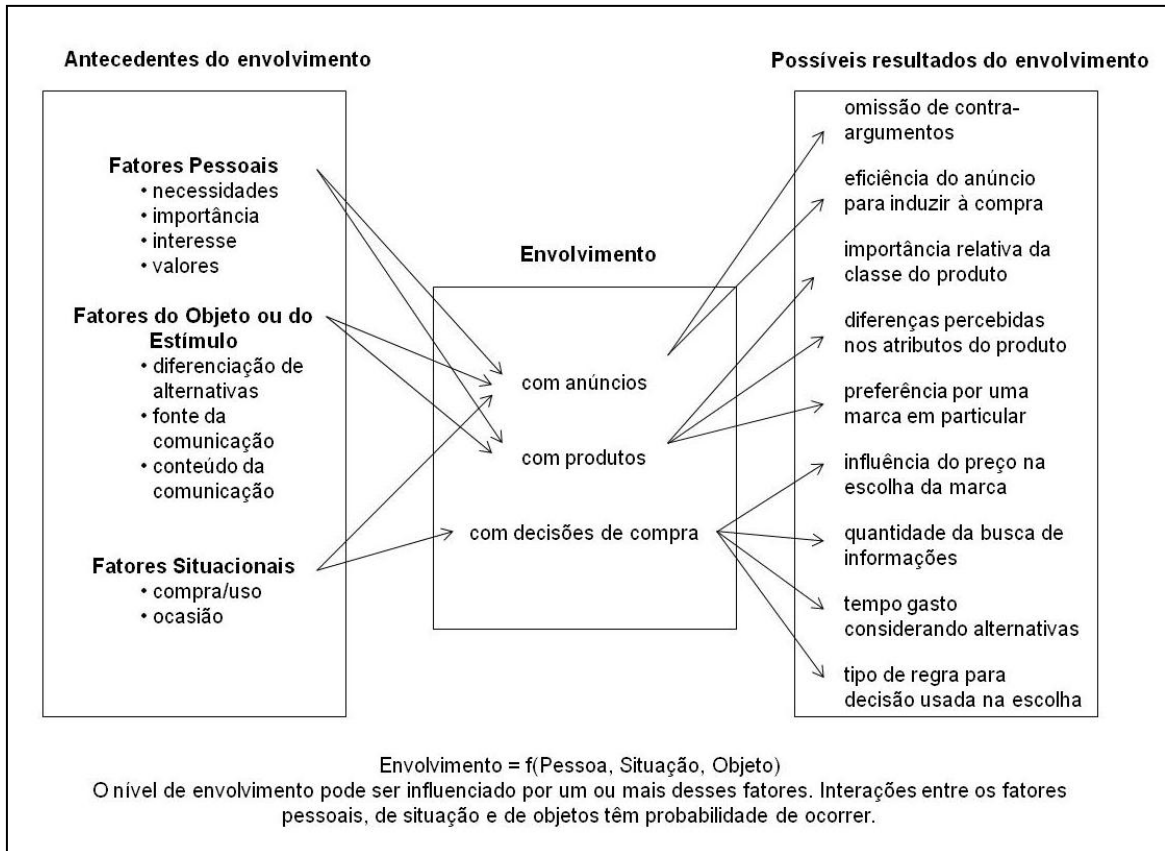 Antecedentes do envolvimento
Fatores Pessoais
• necessidades
• importância
• interesse
• valores
Fatores do Objeto ou do
Estímulo
• diferenciação de
alternativas
• fonte da
comunicação
• conteúdo da
comunicação
Fatores Situacionais
• compra/uso
• ocasião
Envolvimento
com anúncios
com produtos
com decisões de compra
Possíveis resultados do envolvimento
omissão de contra-
argumentos
eficiência do anúncio
para induzir à compra
importância relativa da
classe do produto
diferenças percebidas
nos atributos do produto
preferência por uma
marca em particular
influência do preço na
escolha da marca
quantidade da busca de
informações
tempo gasto
considerando alternativas
tipo de regra para
decisão usada na escolha
Envolvimento = f(Pessoa, Situação, Objeto)
O nível de envolvimento pode ser influenciado por um ou mais desses fatores. Interações entre os fatores
pessoais, de situação e de objetos têm probabilidade de ocorrer.